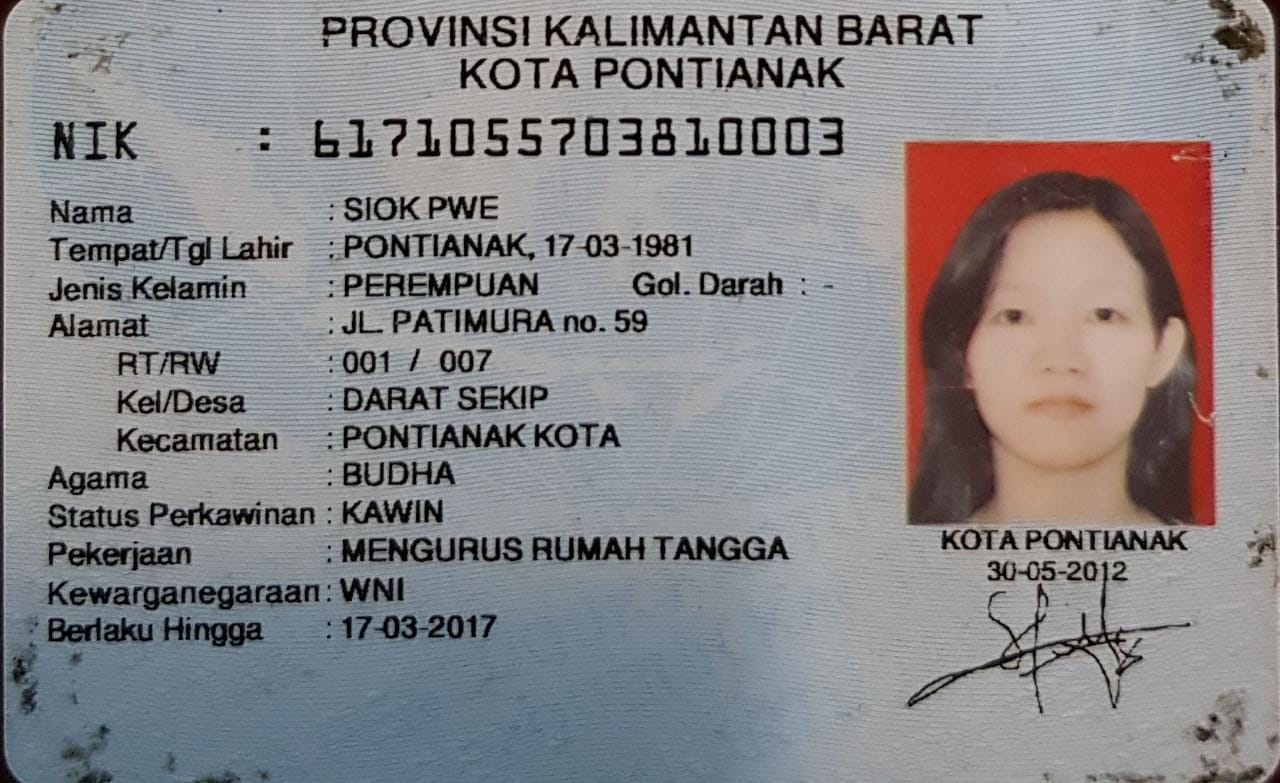 PROVINSI KALIMANTAN BARAT
KOTA PONTIANAK
NIK : 6171055703810003
Nama : SIOK PWE
Tempat/Tgl Lahir : PONTIANAK, 17-03-1981
Jenis Kelamin : PEREMPUAN Gol. Darah : -
Alamat : JL. PATIMURA no. 59
RT/RW : 001 / 007
Kel/Desa : DARAT SEKIP
Kecamatan : PONTIANAK KOTA
Agama : BUDHA
Status Perkawinan : KAWIN
Pekerjaan : MENGURUS RUMAH TANGGA
Kewarganegaraan : WNI
Berlaku Hingga : 17-03-2017
KOTA PONTIANAK
30-05-2012